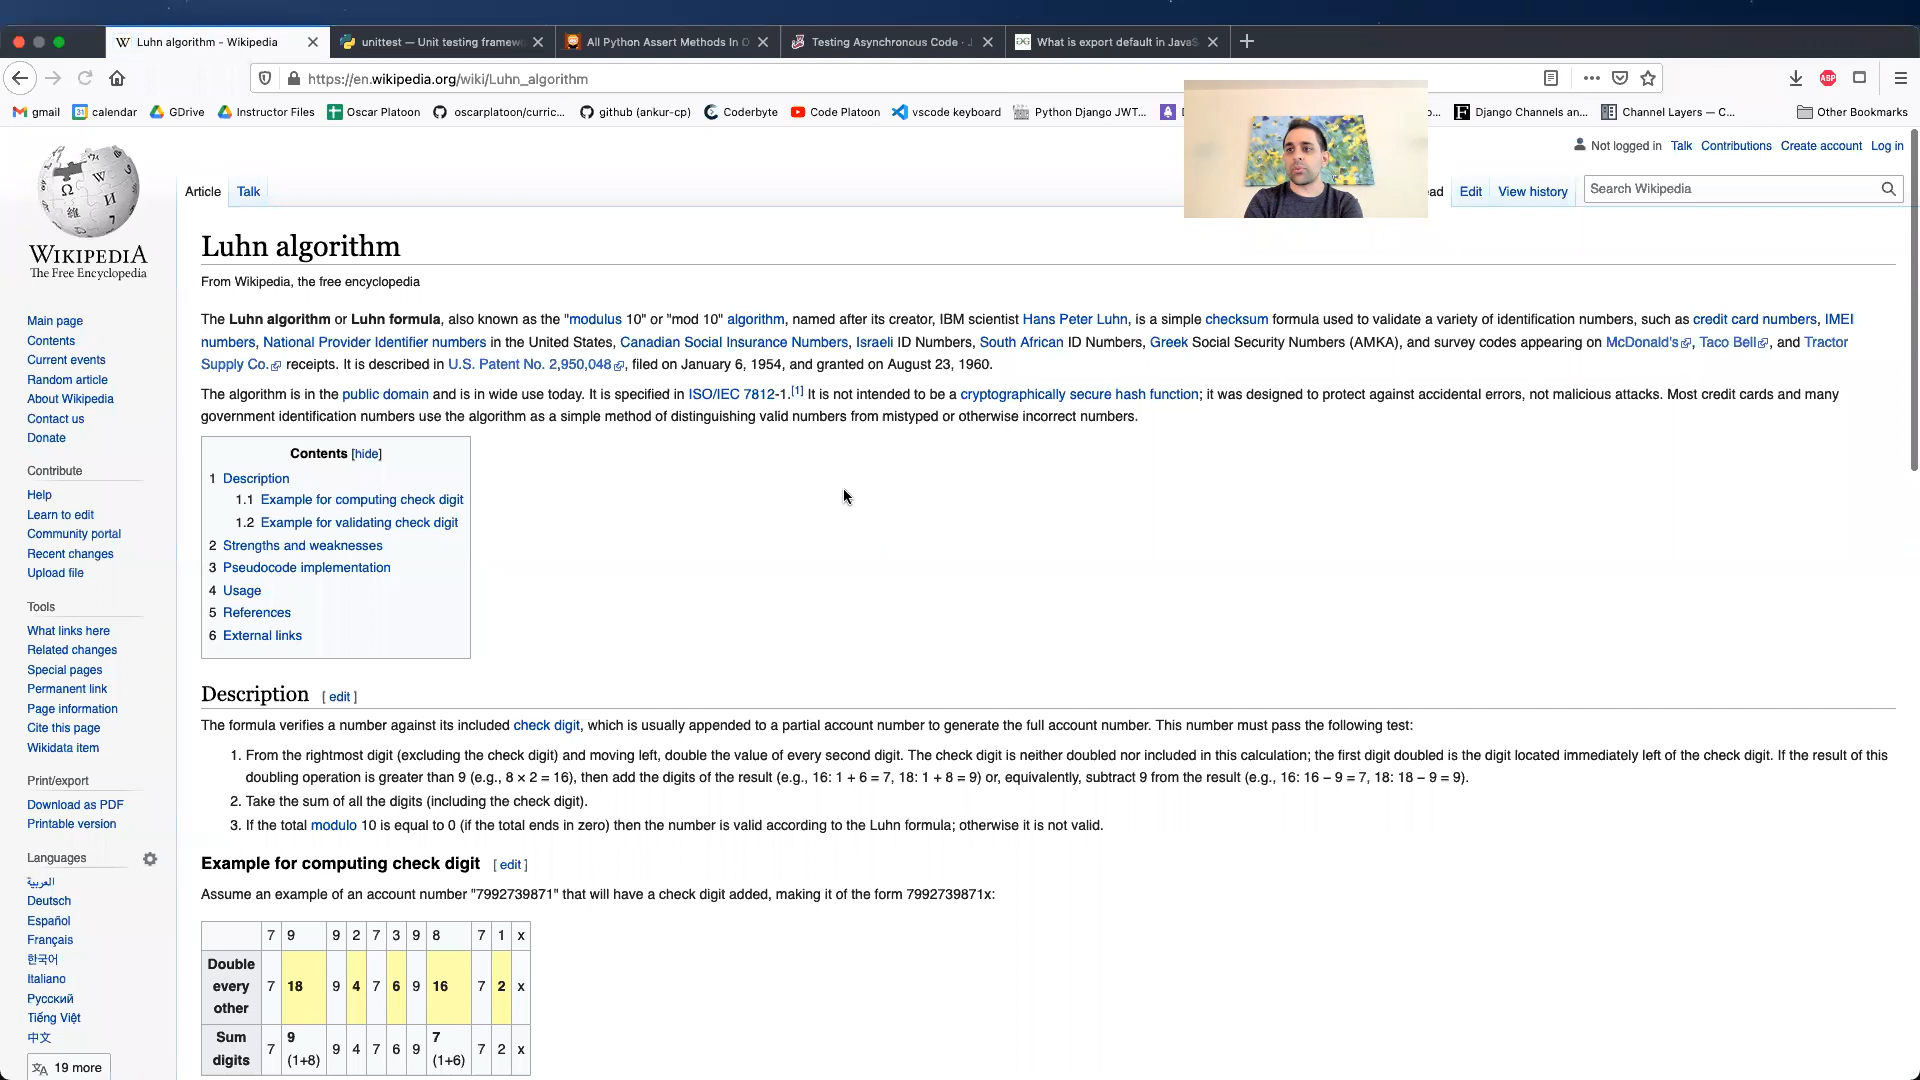 Luhn algorithm - Wikipedia
unittest — Unit testing framew
All Python Assert Methods In O
Testing Asynchronous Code · J
What is export default in JavaS
https://en.wikipedia.org/wiki/Luhn_algorithm
ABP
gmail
31 calendar
GDrive
Instructor Files
Oscar Platoon
oscarplatoon/curric...
github (ankur-cp)
Coderbyte
Code Platoon
vscode keyboard
Python Django JWT...
o...
Django Channels an...
Channel Layers — C...
Other Bookmarks
WIKIPEDIA
The Free Encyclopedia
Not logged in Talk Contributions Create account Log in
Article Talk
ead Edit View history
Search Wikipedia
Luhn algorithm
From Wikipedia, the free encyclopedia
The Luhn algorithm or Luhn formula, also known as the "modulus 10" or "mod 10" algorithm, named after its creator, IBM scientist Hans Peter Luhn, is a simple checksum formula used to validate a variety of identification numbers, such as credit card numbers, IMEI
numbers, National Provider Identifier numbers in the United States, Canadian Social Insurance Numbers, Israeli ID Numbers, South African ID Numbers, Greek Social Security Numbers (AMKA), and survey codes appearing on McDonald's, Taco Bell, and Tractor
Supply Co. receipts. It is described in U.S. Patent No. 2,950,048, filed on January 6, 1954, and granted on August 23, 1960.
The algorithm is in the public domain and is in wide use today. It is specified in ISO/IEC 7812-1.[1] It is not intended to be a cryptographically secure hash function; it was designed to protect against accidental errors, not malicious attacks. Most credit cards and many
government identification numbers use the algorithm as a simple method of distinguishing valid numbers from mistyped or otherwise incorrect numbers.
Contents [hide]
1 Description
1.1 Example for computing check digit
1.2 Example for validating check digit
2 Strengths and weaknesses
3 Pseudocode implementation
4 Usage
5 References
6 External links
Description [ edit ]
The formula verifies a number against its included check digit, which is usually appended to a partial account number to generate the full account number. This number must pass the following test:
1. From the rightmost digit (excluding the check digit) and moving left, double the value of every second digit. The check digit is neither doubled nor included in this calculation; the first digit doubled is the digit located immediately left of the check digit. If the result of this
doubling operation is greater than 9 (e.g., 8 × 2 = 16), then add the digits of the result (e.g., 16: 1 + 6 = 7, 18: 1 + 8 = 9) or, equivalently, subtract 9 from the result (e.g., 16: 16 − 9 = 7, 18: 18 − 9 = 9).
2. Take the sum of all the digits (including the check digit).
3. If the total modulo 10 is equal to 0 (if the total ends in zero) then the number is valid according to the Luhn formula; otherwise it is not valid.
Example for computing check digit [ edit ]
Assume an example of an account number "7992739871" that will have a check digit added, making it of the form 7992739871x:
7 9 9 2 7 3 9 8 7 1 x
Double every other 7 18 9 4 7 6 9 16 7 2 x
Sum digits 7 9 (1+8) 9 4 7 6 9 7 (1+6) 7 2 x
Main page
Contents
Current events
Random article
About Wikipedia
Contact us
Donate
Contribute
Help
Learn to edit
Community portal
Recent changes
Upload file
Tools
What links here
Related changes
Special pages
Permanent link
Page information
Cite this page
Wikidata item
Print/export
Download as PDF
Printable version
Languages
العربية
Deutsch
Español
Français
한국어
Italiano
Русский
Tiếng Việt
中文
19 more